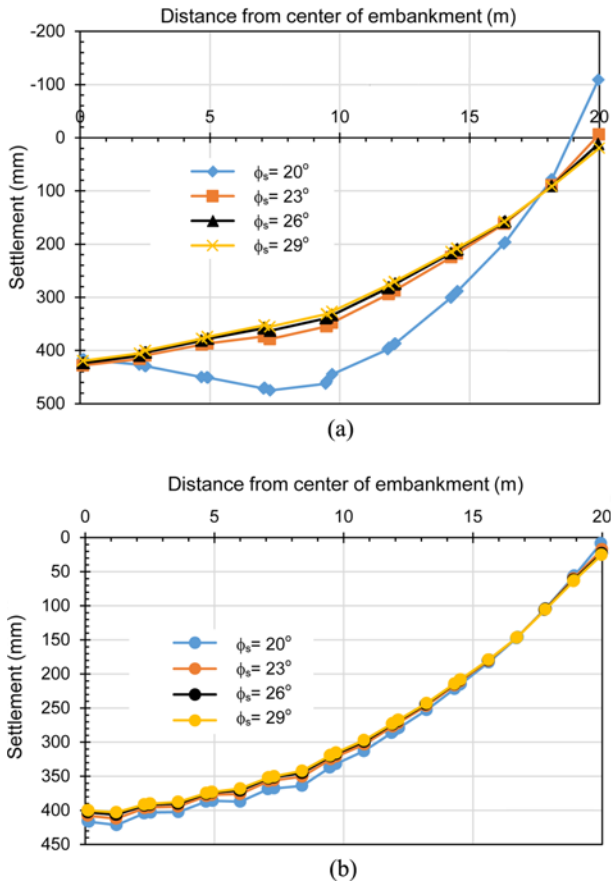 Distance from center of embankment (m)
-200
-100
0 5 10 15 20
0
100
200
300
400
500
Settlement (mm)
ϕs= 20°
ϕs= 23°
ϕs= 26°
ϕs= 29°
(a)
Distance from center of embankment (m)
0 5 10 15 20
0
50
100
150
200
250
300
350
400
450
Settlement (mm)
ϕs= 20°
ϕs= 23°
ϕs= 26°
ϕs= 29°
(b)